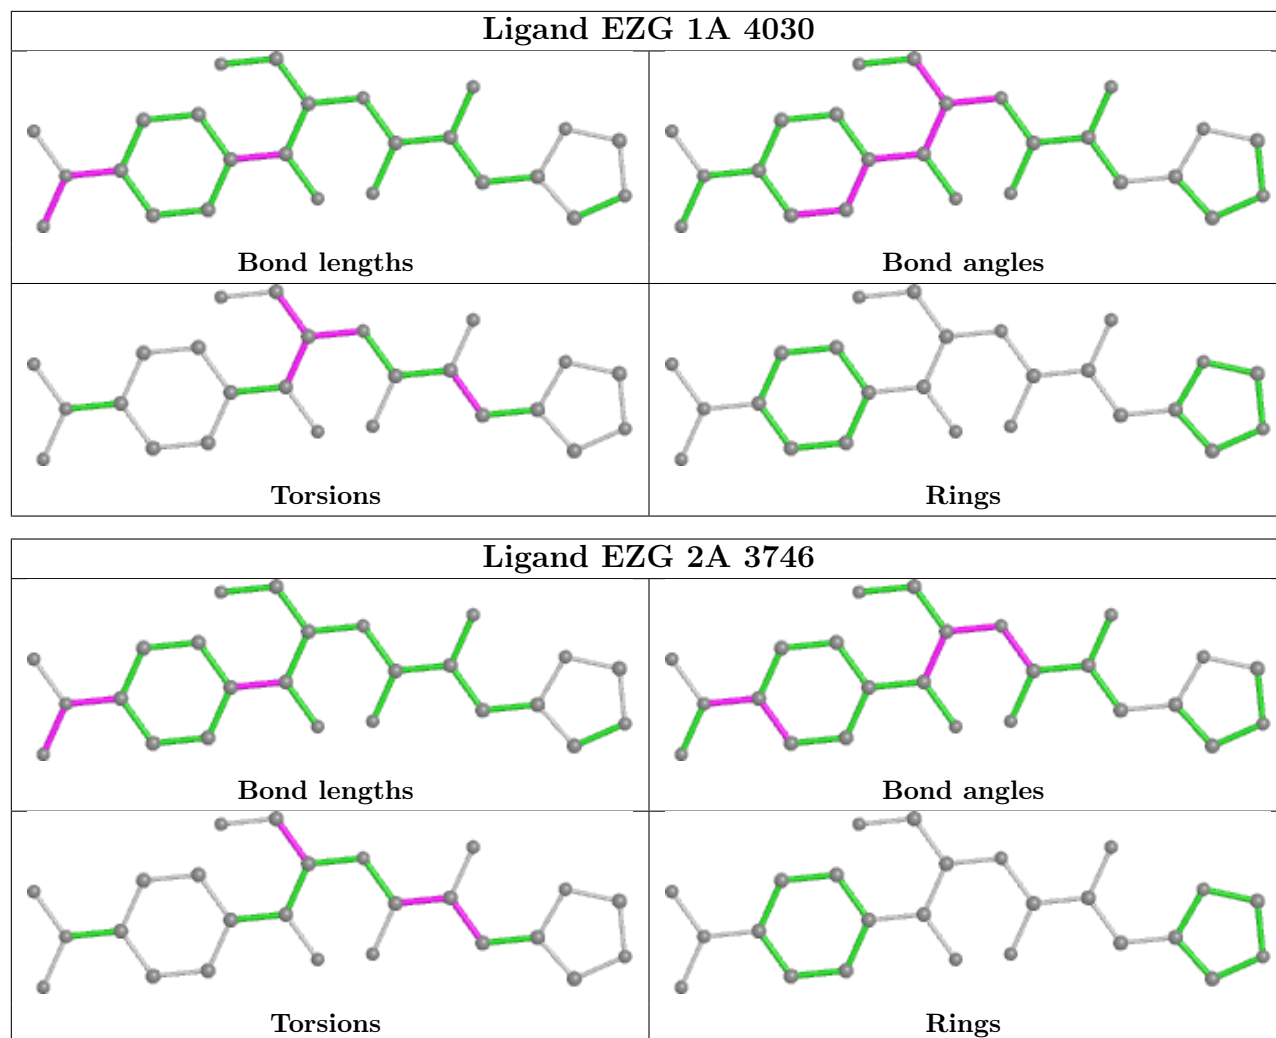 Ligand EZG 1A 4030
Bond lengths
Bond angles
Torsions
Rings
Ligand EZG 2A 3746
Bond lengths
Bond angles
Torsions
Rings